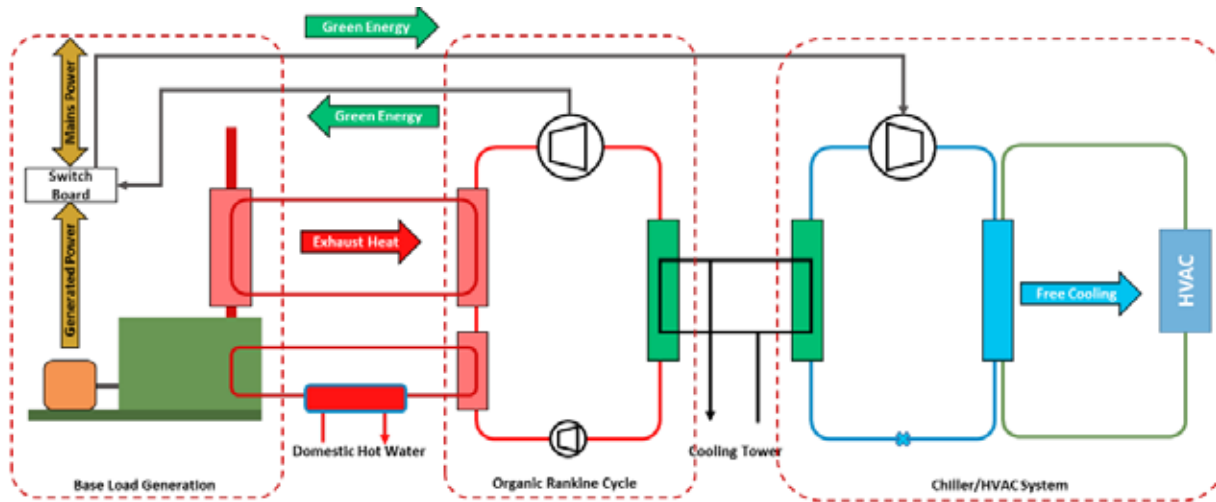 Green Energy
Green Energy
Mains Power
Switch
Board
Generated Power
Exhaust Heat
Free Cooling
HVAC
Domestic Hot Water
Cooling Tower
Base Load Generation
Organic Rankine Cycle
Chiller/HVAC System